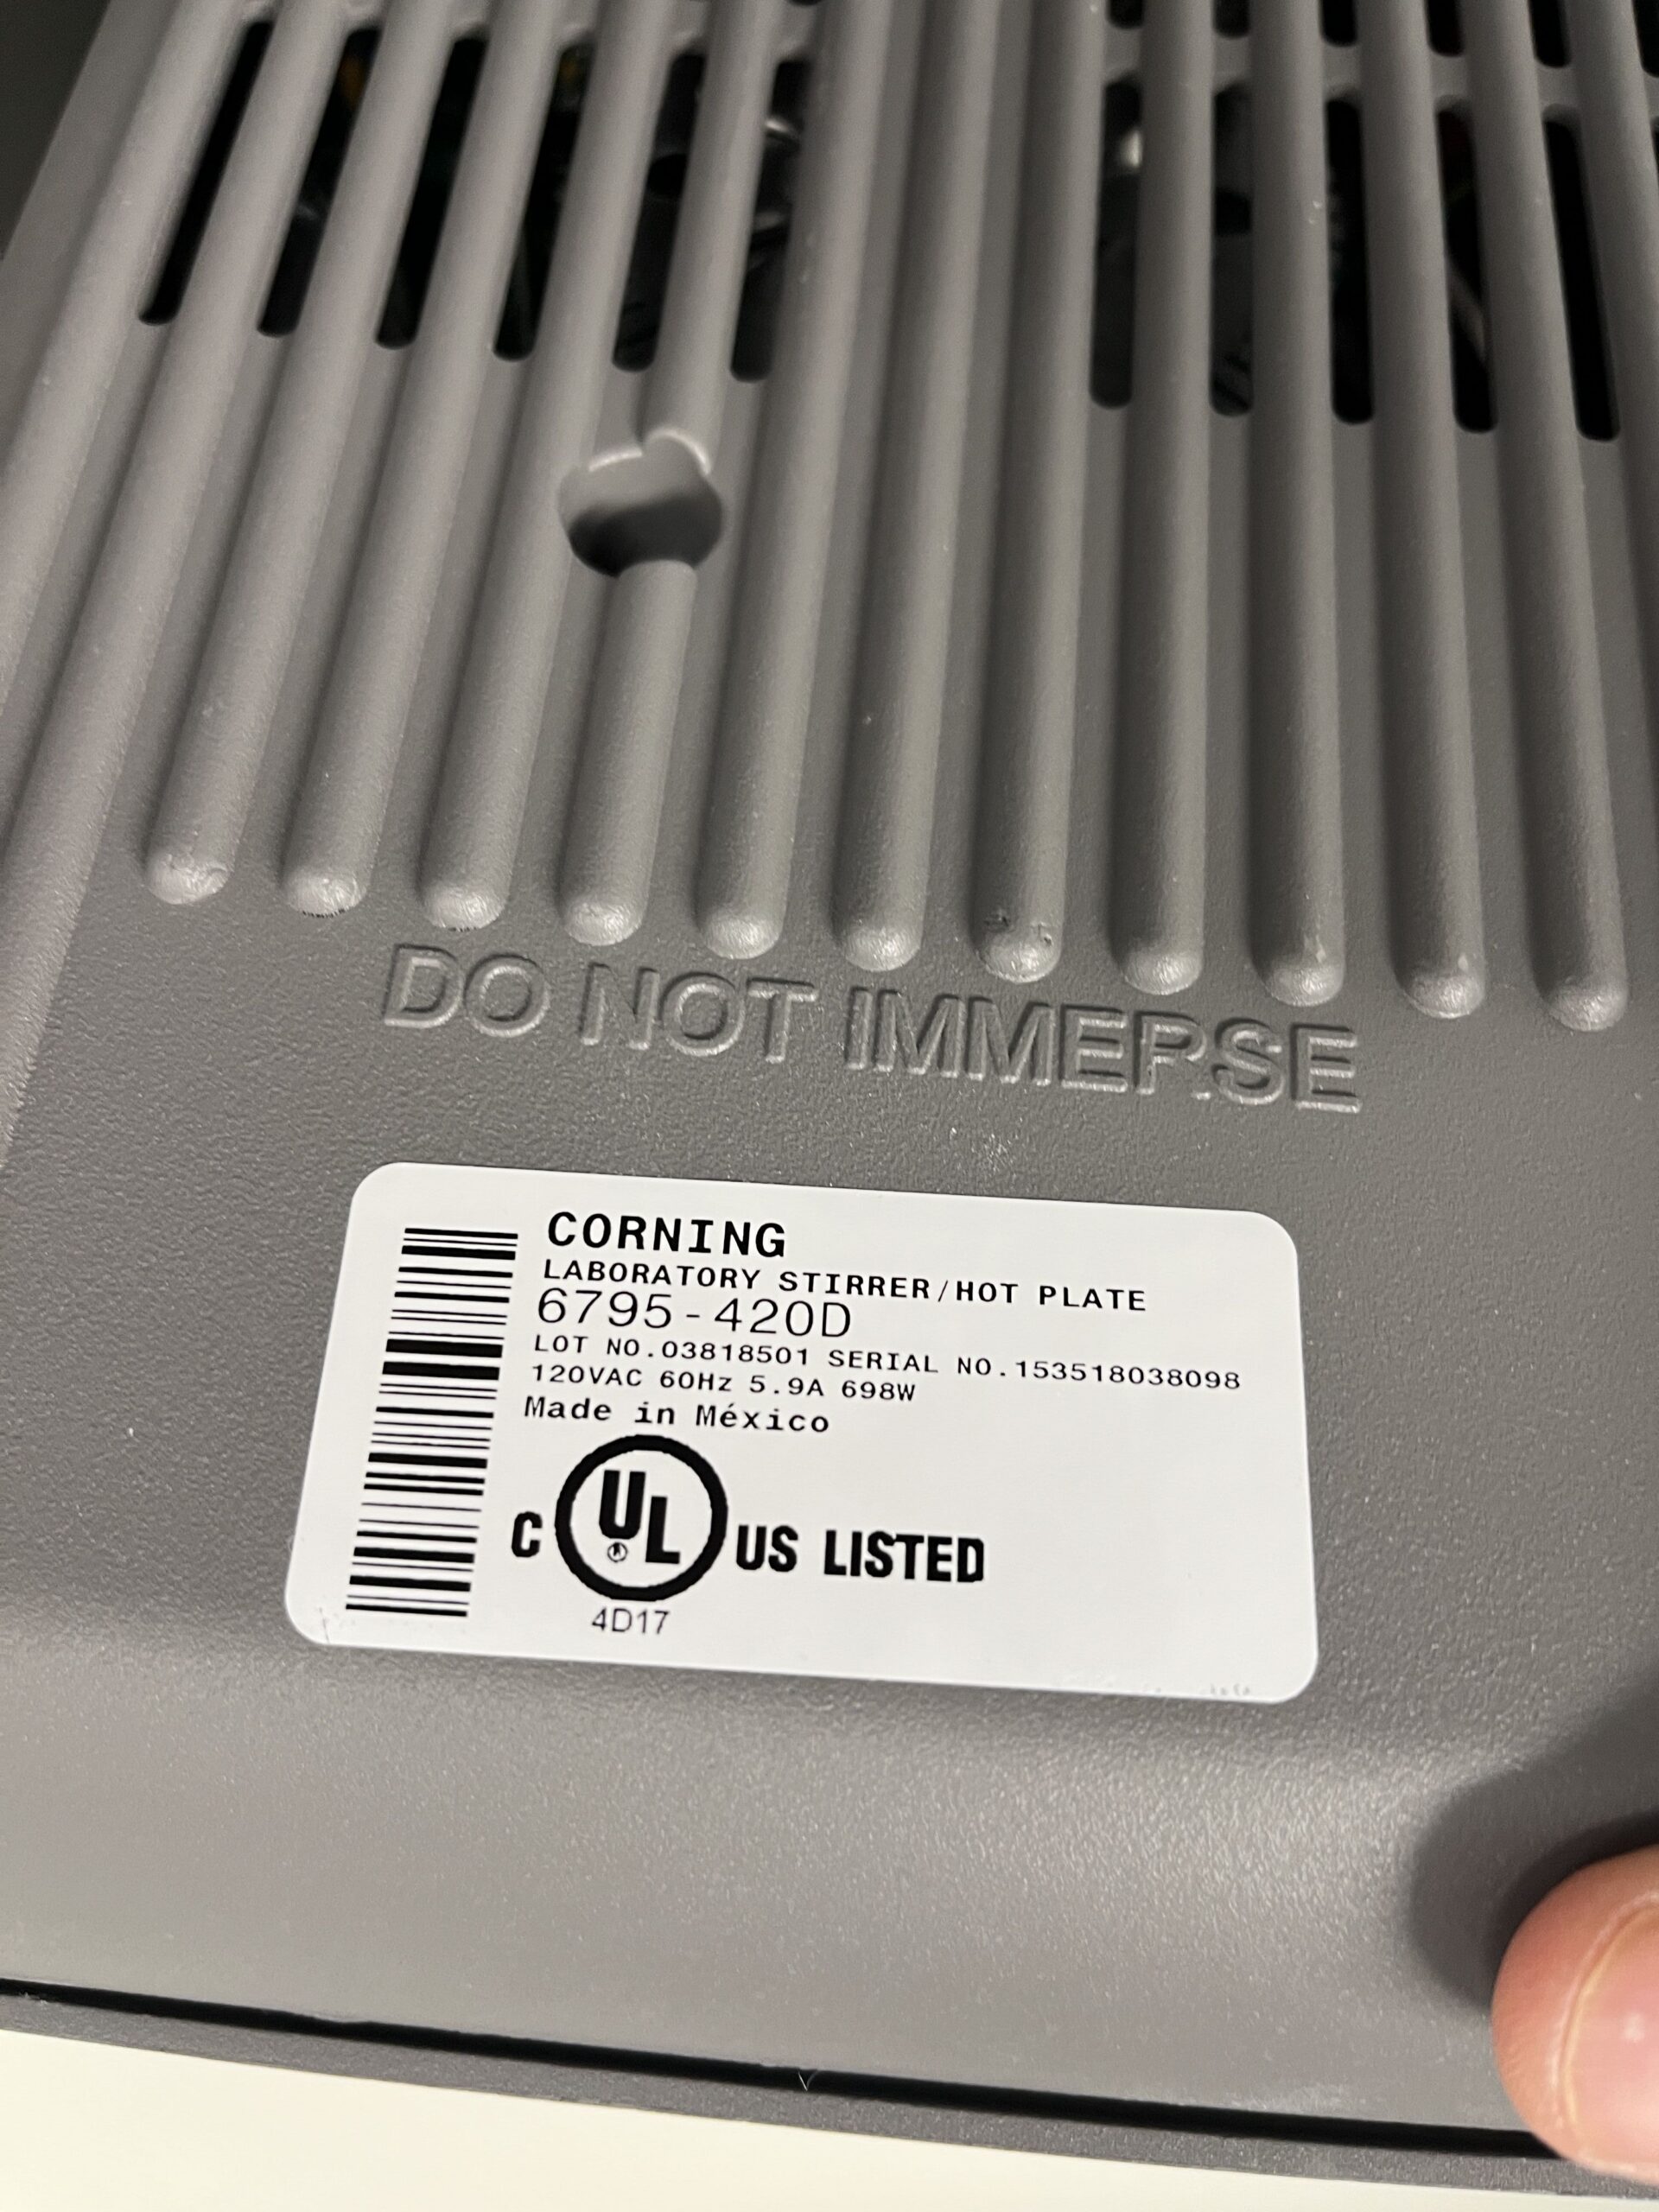 DO NOT IMMERSE
CORNING
LABORATORY STIRRER/HOT PLATE
6795-420D
LOT NO.03818501 SERIAL NO.153518038098
120VAC 60Hz 5.9A 698W
Made in México
C UL® US LISTED
4D17